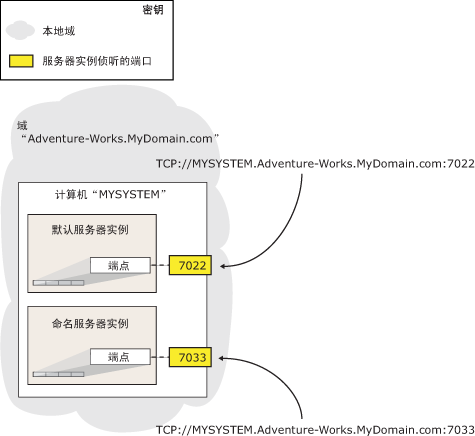 密钥
本地域
服务器实例侦听的端口
域
“Adventure-Works.MyDomain.com”
TCP://MYSYSTEM.Adventure-Works.MyDomain.com:7022
计算机“MYSYSTEM”
默认服务器实例
端点
7022
命名服务器实例
端点
7033
TCP://MYSYSTEM.Adventure-Works.MyDomain.com:7033